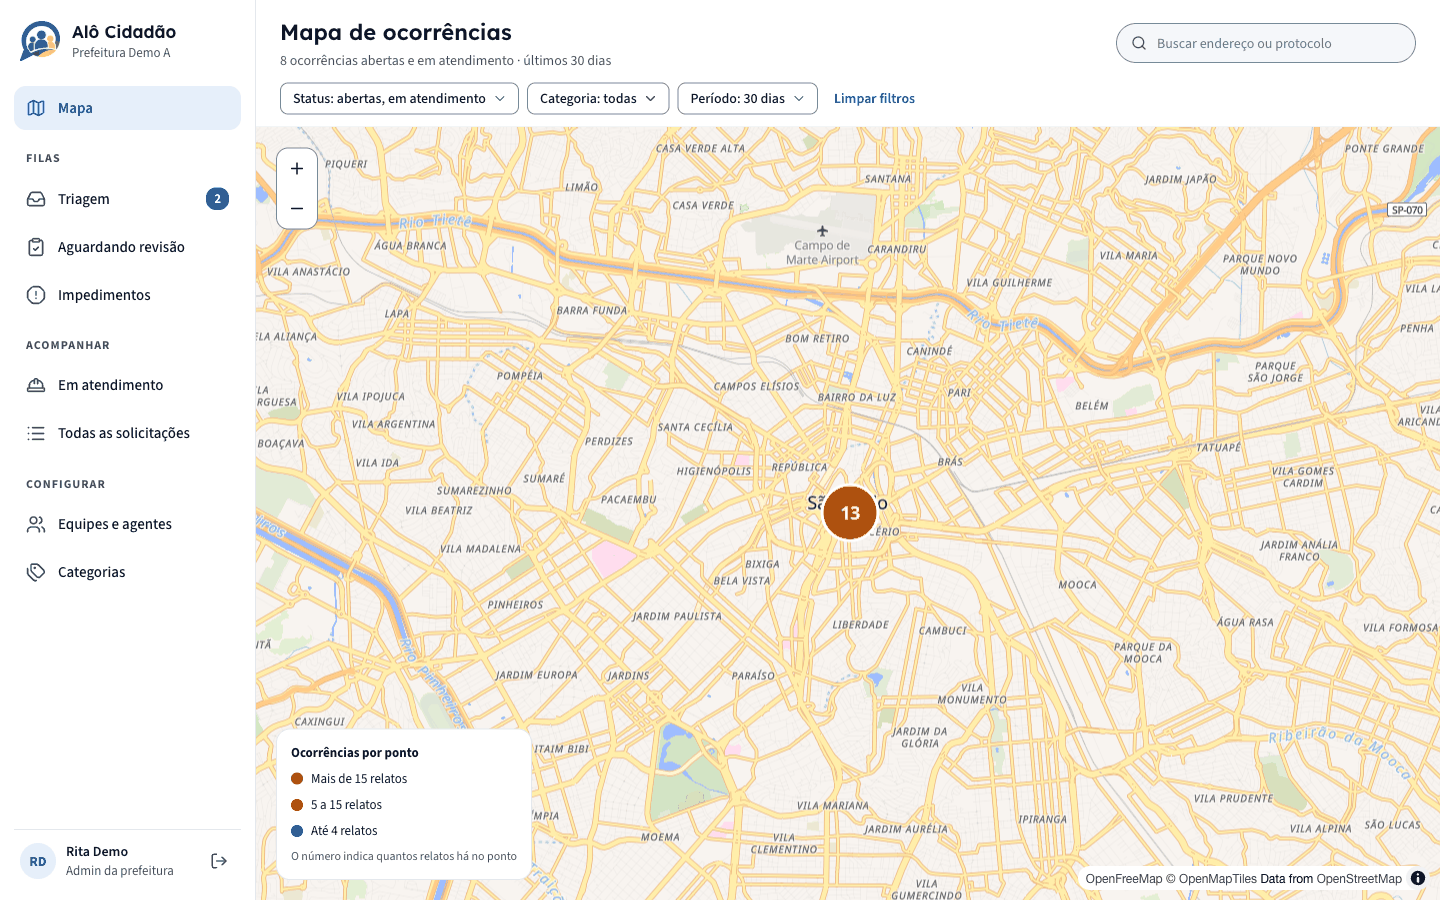 Alô Cidadão
Prefeitura Demo A
Mapa
FILAS
Triagem
2
Aguardando revisão
Impedimentos
ACOMPANHAR
Em atendimento
Todas as solicitações
CONFIGURAR
Equipes e agentes
Categorias
RD
Rita Demo
Admin da prefeitura
Mapa de ocorrências
8 ocorrências abertas e em atendimento · últimos 30 dias
Buscar endereço ou protocolo
Status: abertas, em atendimento
Categoria: todas
Período: 30 dias
Limpar filtros
+
−
CASA VERDE ALTA
PONTE GRANDE
PIQUERI
SANTANA
JARDIM JAPÃO
LIMÃO
CASA VERDE
SP-070
Rio Tietê
ÁGUA BRANCA
Campo de
Marte Airport
CARANDIRU
VILA MARIA
PARQUE NOVO
MUNDO
VILA ANASTÁCIO
VILA GUILHERME
LAPA
BARRA FUNDA
Rio Tietê
PENHA
BOM RETIRO
CANINDÉ
POMPÉIA
CAMPOS ELÍSIOS
PARQUE
SÃO JORGE
VILA IPOJUCA
BAIRRO DA LUZ
PARI
BELÉM
VILA ARGENTINA
SANTA CECÍLIA
PERDIZES
TATUAPÉ
VILA IDA
HIGIENÓPOLIS
REPÚBLICA
BRÁS
VILA GOMES
CARDIM
SUMARÉ
SUMAREZINHO
PACAEMBU
VILA BEATRIZ
13
VILA MADALENA
JARDIM ANÁLIA
FRANCO
BIXIGA
BELA VISTA
MOOCA
PINHEIROS
JARDIM PAULISTA
LIBERDADE
CAMBUCI
ÁGUA RASA
VILA FORMOSA
PARQUE DA
MOOCA
Rio Pinheiros
JARDIM EUROPA
JARDINS
PARAÍSO
VILA
MONUMENTO
CAXINGUI
JARDIM DA
GLÓRIA
Ribeirão da Mooca
ITAIM BIBI
VILA PRUDENTE
VILA MARIANA
IPIRANGA
MOEMA
VILA
CLEMENTINO
JARDIM AURÉLIA
VILA ALPINA
SÃO LUCAS
VILA
GUMERCINDO
Ocorrências por ponto
Mais de 15 relatos
5 a 15 relatos
Até 4 relatos
O número indica quantos relatos há no ponto
OpenFreeMap © OpenMapTiles Data from OpenStreetMap